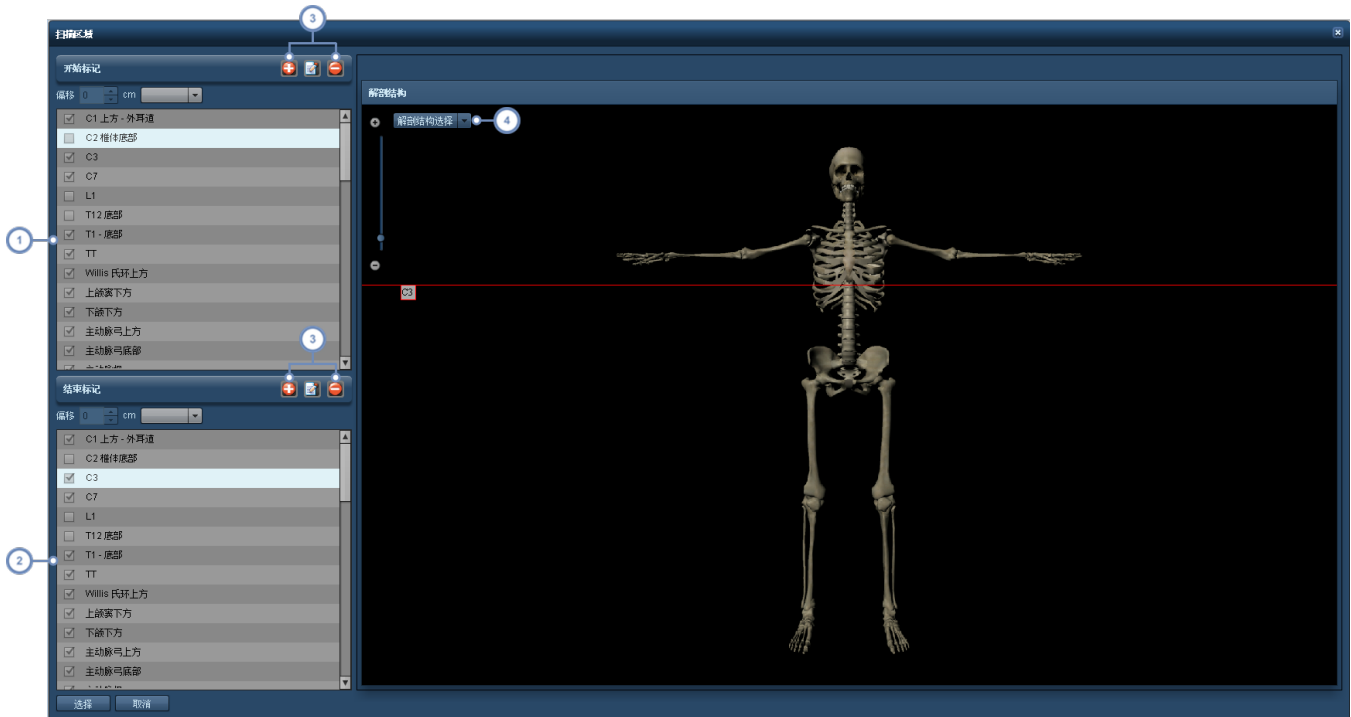 3
扫描区域
开始标记
偏移 0 cm
C1 上方 - 外耳道
C2 椎体底部
C3
C7
L1
T12 底部
T1 - 底部
TT
Willis 氏环上方
上颌窦下方
下颌下方
主动脉弓上方
主动脉弓底部
1
3
结束标记
偏移 0 cm
C1 上方 - 外耳道
C2 椎体底部
C3
C7
L1
T12 底部
T1 - 底部
TT
Willis 氏环上方
上颌窦下方
下颌下方
主动脉弓上方
主动脉弓底部
2
选择 取消
解剖结构
解剖结构选择
4
C3